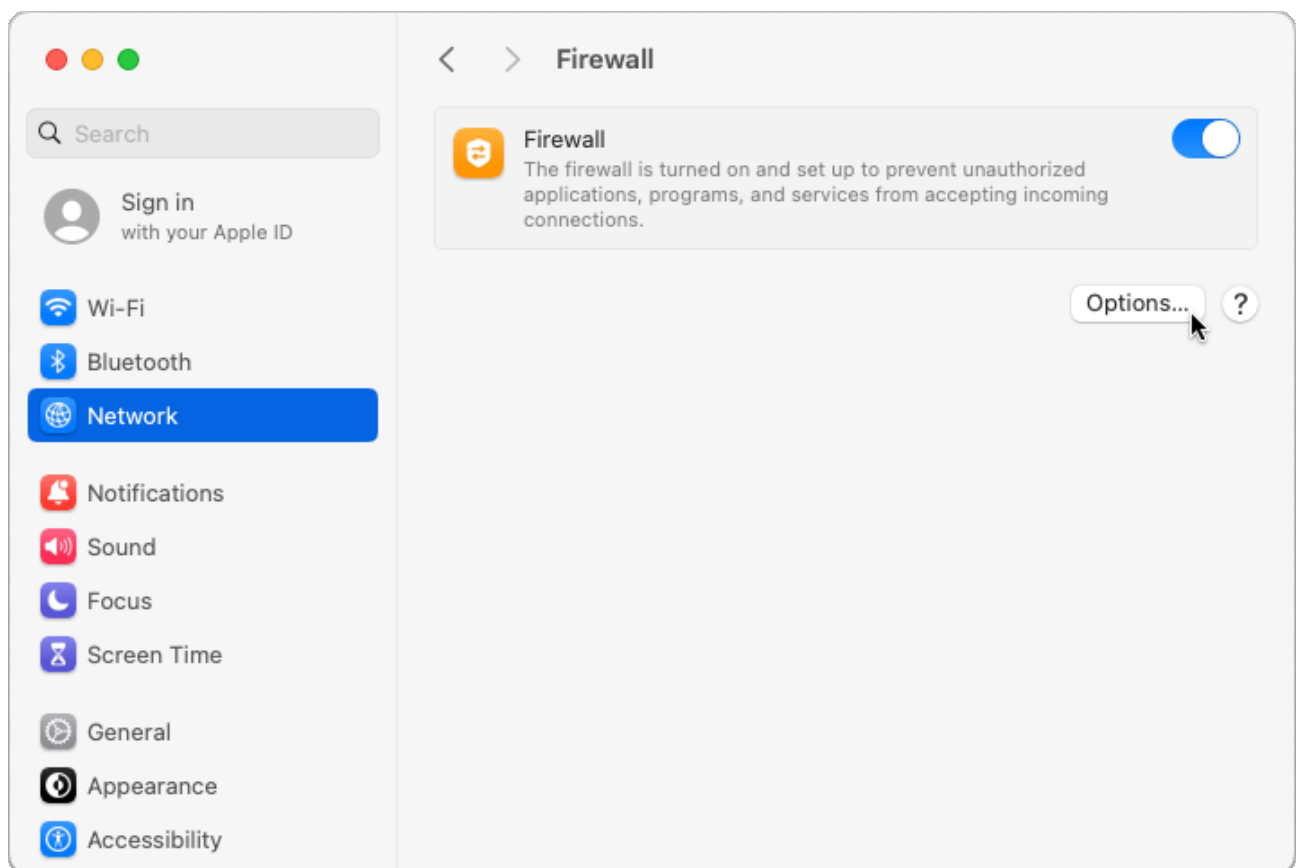 Firewall
Search
Sign in
with your Apple ID
Wi-Fi
Bluetooth
Network
Notifications
Sound
Focus
Screen Time
General
Appearance
Accessibility
Firewall
The firewall is turned on and set up to prevent unauthorized
applications, programs, and services from accepting incoming
connections.
Options...
?